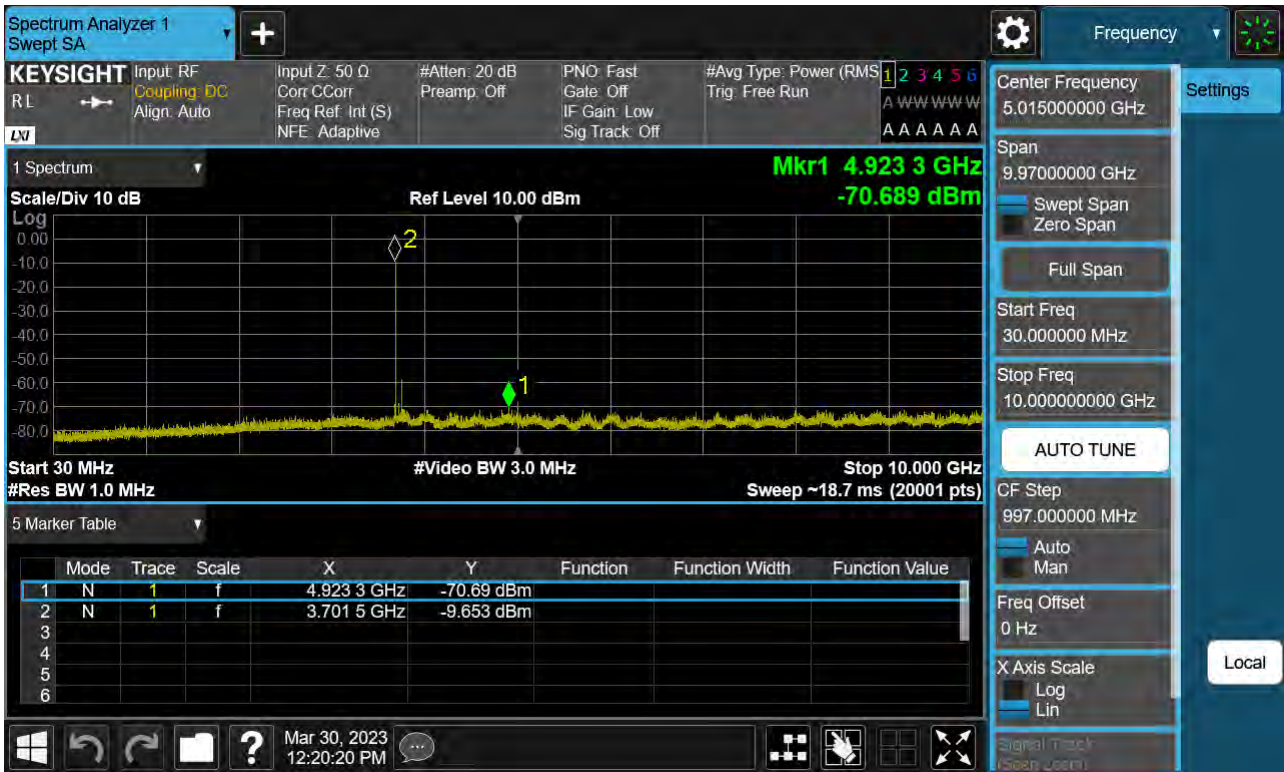 Spectrum Analyzer 1
Swept SA
+
Frequency
KEYSIGHT
RL
LXI
Input: RF
Coupling: DC
Align: Auto
Input Z: 50 Ω
Corr CCorr
Freq Ref: Int (S)
NFE: Adaptive
#Atten: 20 dB
Preamp: Off
PNO: Fast
Gate: Off
IF Gain: Low
Sig Track: Off
#Avg Type: Power (RMS
Trig: Free Run
1 2 3 4 5 6
A W W W W W
A A A A A A
1 Spectrum
Scale/Div 10 dB
Ref Level 10.00 dBm
Mkr1 4.923 3 GHz
-70.689 dBm
Log
0.00
-10.0
-20.0
-30.0
-40.0
-50.0
-60.0
-70.0
-80.0
2
1
Start 30 MHz
#Video BW 3.0 MHz
Stop 10.000 GHz
#Res BW 1.0 MHz
Sweep ~18.7 ms (20001 pts)
5 Marker Table
Mode Trace Scale X Y Function Function Width Function Value
1 N 1 f 4.923 3 GHz -70.69 dBm
2 N 1 f 3.701 5 GHz -9.653 dBm
3
4
5
6
?
Mar 30, 2023
12:20:20 PM
Center Frequency
5.015000000 GHz
Span
9.97000000 GHz
Swept Span
Zero Span
Full Span
Start Freq
30.000000 MHz
Stop Freq
10.000000000 GHz
AUTO TUNE
CF Step
997.000000 MHz
Auto
Man
Freq Offset
0 Hz
X Axis Scale
Log
Lin
Signal Track
(Span Zoom)
Settings
Local